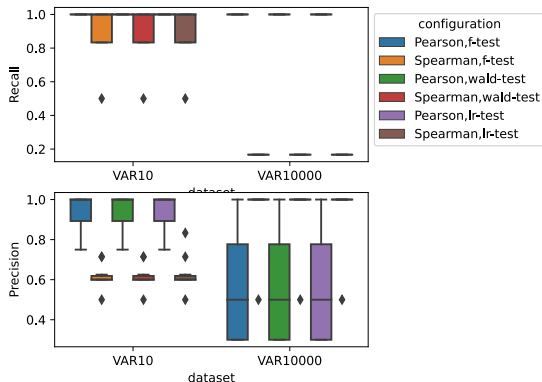 configuration
Pearson,f-test
Spearman,f-test
Pearson,wald-test
Spearman,wald-test
Pearson,lr-test
Spearman,lr-test
Recall
1.0
0.8
0.6
0.4
0.2
VAR10
VAR10000
dataset
Precision
1.0
0.8
0.6
0.4
VAR10
VAR10000
dataset